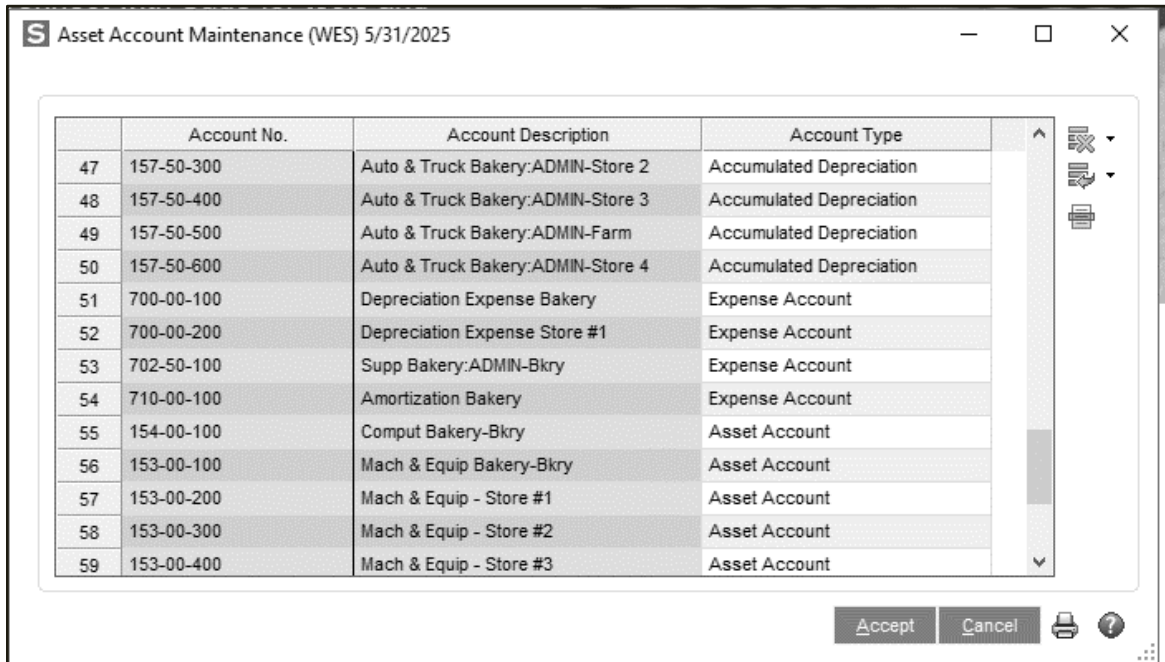 Asset Account Maintenance (WES) 5/31/2025
Account No. Account Description Account Type
47 157-50-300 Auto & Truck Bakery:ADMIN-Store 2 Accumulated Depreciation
48 157-50-400 Auto & Truck Bakery:ADMIN-Store 3 Accumulated Depreciation
49 157-50-500 Auto & Truck Bakery:ADMIN-Farm Accumulated Depreciation
50 157-50-600 Auto & Truck Bakery:ADMIN-Store 4 Accumulated Depreciation
51 700-00-100 Depreciation Expense Bakery Expense Account
52 700-00-200 Depreciation Expense Store #1 Expense Account
53 702-50-100 Supp Bakery:ADMIN-Bkry Expense Account
54 710-00-100 Amortization Bakery Expense Account
55 154-00-100 Comput Bakery-Bkry Asset Account
56 153-00-100 Mach & Equip Bakery-Bkry Asset Account
57 153-00-200 Mach & Equip - Store #1 Asset Account
58 153-00-300 Mach & Equip - Store #2 Asset Account
59 153-00-400 Mach & Equip - Store #3 Asset Account
Accept Cancel